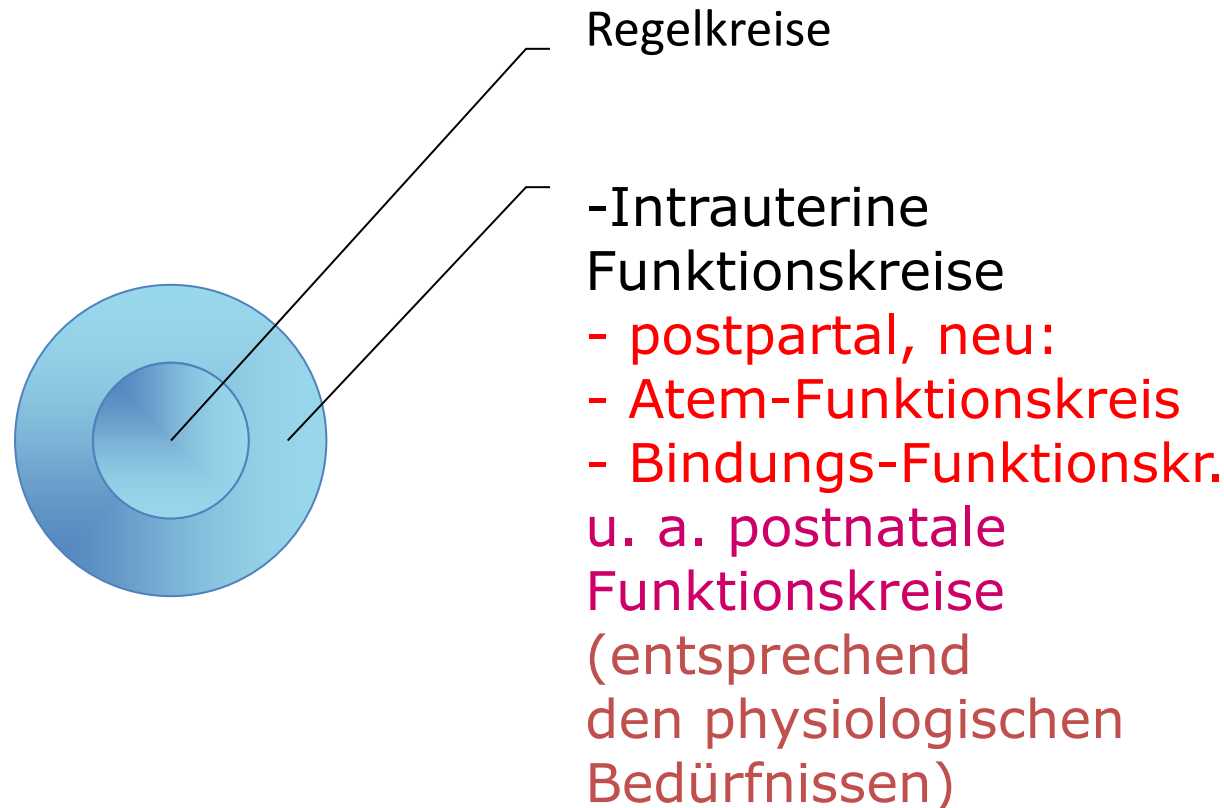 Regelkreise
-Intrauterine
Funktionskreise
- postpartal, neu:
- Atem-Funktionskreis
- Bindungs-Funktionskr.
u. a. postnatale
Funktionskreise
(entsprechend
den physiologischen
Bedürfnissen)